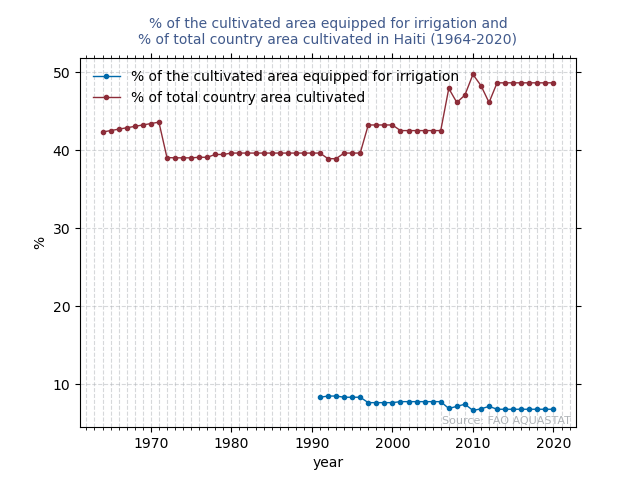 % of the cultivated area equipped for irrigation and
% of total country area cultivated in Haiti (1964-2020)
% of the cultivated area equipped for irrigation
% of total country area cultivated
50
40
30
20
10
%
Source: FAO AQUASTAT
1970 1980 1990 2000 2010 2020
year